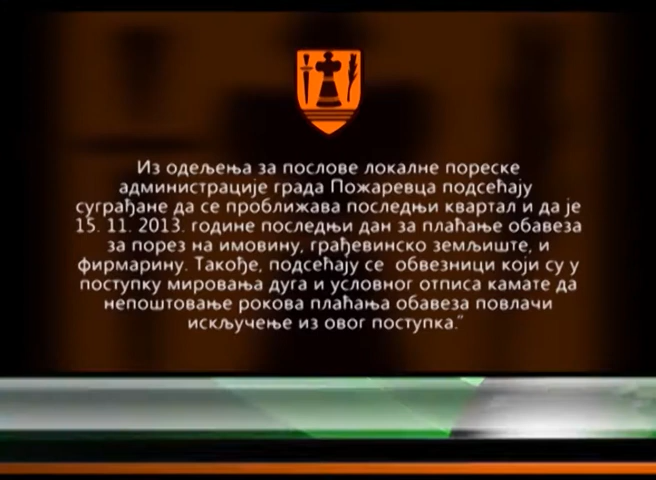 Из одељења за послове локалне пореске
администрације града Пожаревца подсећају
суграђане да се проближава последњи квартал и да је
15. 11. 2013. године последњи дан за плаћање обавеза
за порез на имовину, грађевинско земљиште, и
фирмарину. Такође, подсећају се обвезници који су у
поступку мировања дуга и условног отписа камате да
непоштовање рокова плаћања обавеза повлачи
искључење из овог поступка.“